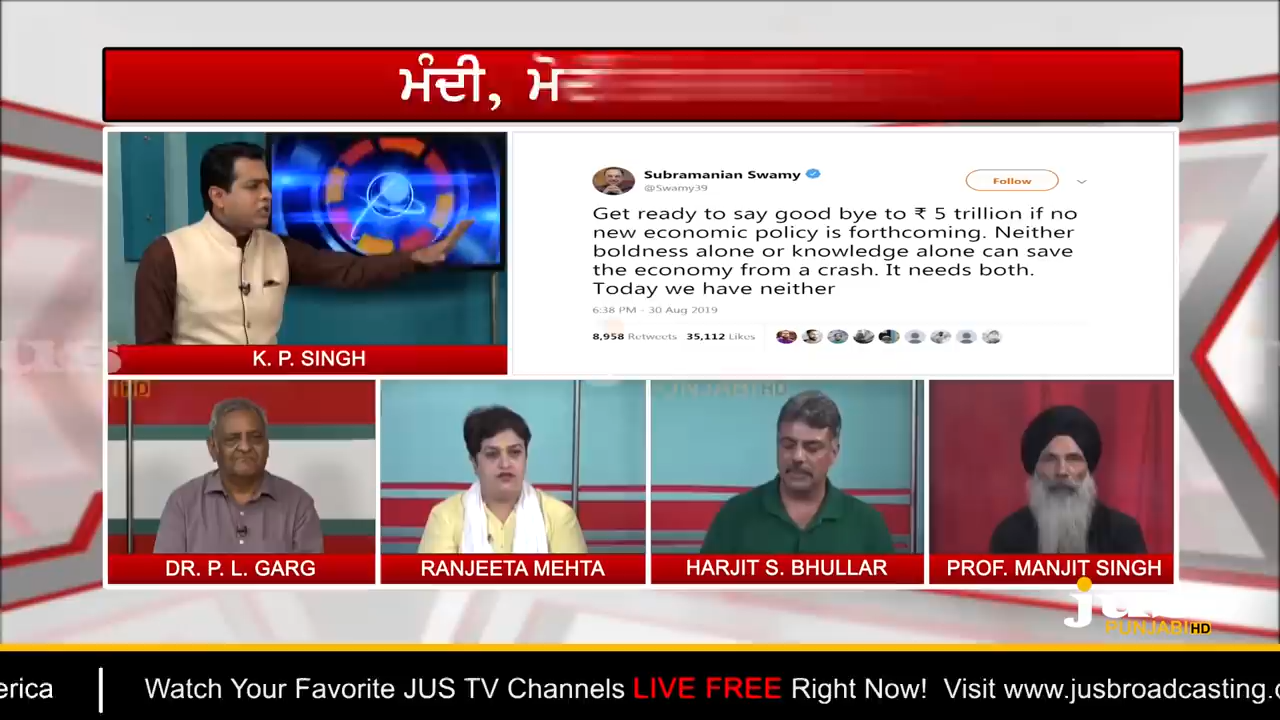 ਮੰਦੀ,
Subramanian Swamy
@Swamy39
Follow
Get ready to say good bye to ₹ 5 trillion if no
new economic policy is forthcoming. Neither
boldness alone or knowledge alone can save
the economy from a crash. It needs both.
Today we have neither
6:38 PM - 30 Aug 2019
8,958 Retweets 35,112 Likes
K. P. SINGH
HD
DR. P. L. GARG
RANJEETA MEHTA
HARJIT S. BHULLAR
PROF. MANJIT SINGH
PUNJABI HD
erica | Watch Your Favorite JUS TV Channels LIVE FREE Right Now! Visit www.jusbroadcasting.c